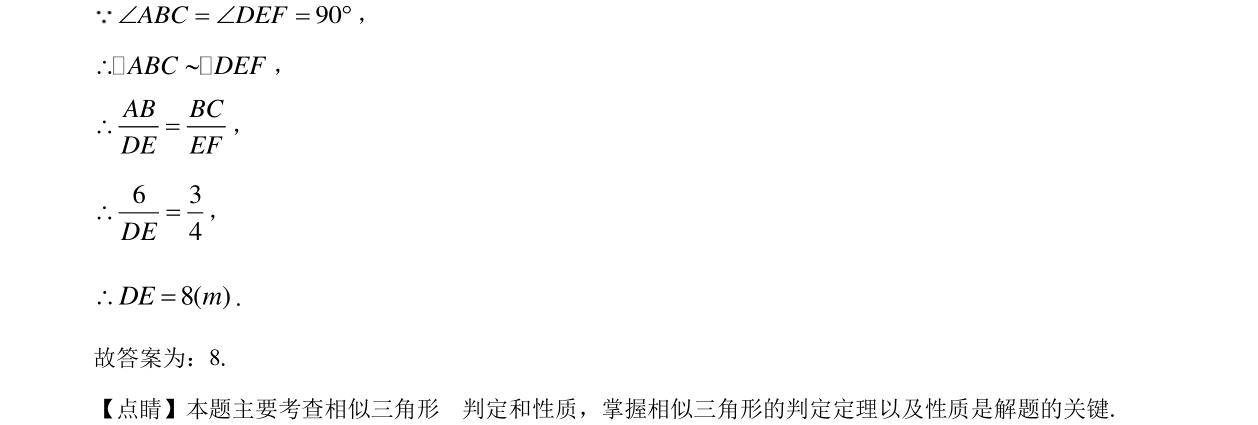 ∵∠ABC=∠DEF=90°，
∴□ABC~□DEF，
∴AB/DE=BC/EF，
∴6/DE=3/4，
∴DE=8(m)．
故答案为：8.
【点睛】本题主要考查相似三角形 判定和性质，掌握相似三角形的判定定理以及性质是解题的关键.